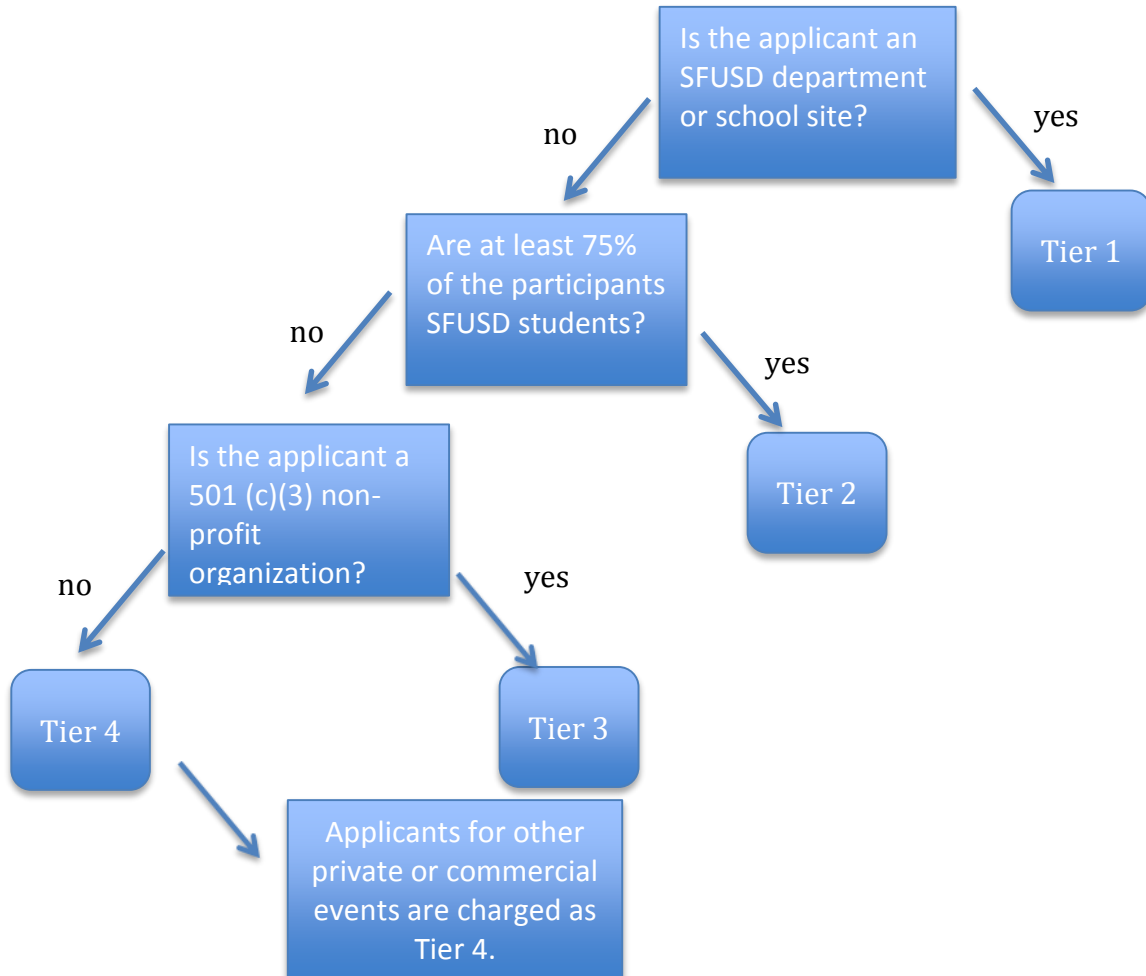 Is the applicant an
SFUSD department
or school site?
no
yes
Tier 1
Are at least 75%
of the participants
SFUSD students?
no
yes
Tier 2
Is the applicant a
501 (c)(3) non-
profit
organization?
no
yes
Tier 4
Tier 3
Applicants for other
private or commercial
events are charged as
Tier 4.